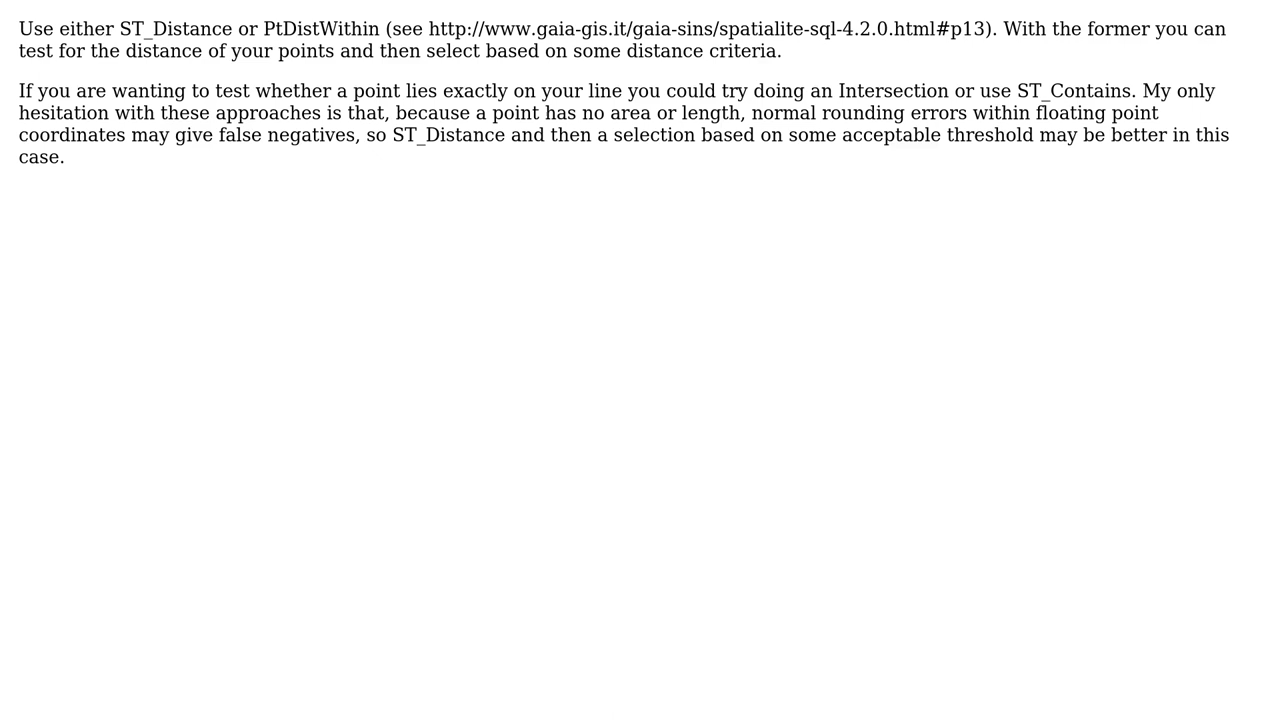 Use either ST_Distance or PtDistWithin (see http://www.gaia-gis.it/gaia-sins/spatialite-sql-4.2.0.html#p13). With the former you can
test for the distance of your points and then select based on some distance criteria.
If you are wanting to test whether a point lies exactly on your line you could try doing an Intersection or use ST_Contains. My only
hesitation with these approaches is that, because a point has no area or length, normal rounding errors within floating point
coordinates may give false negatives, so ST_Distance and then a selection based on some acceptable threshold may be better in this
case.